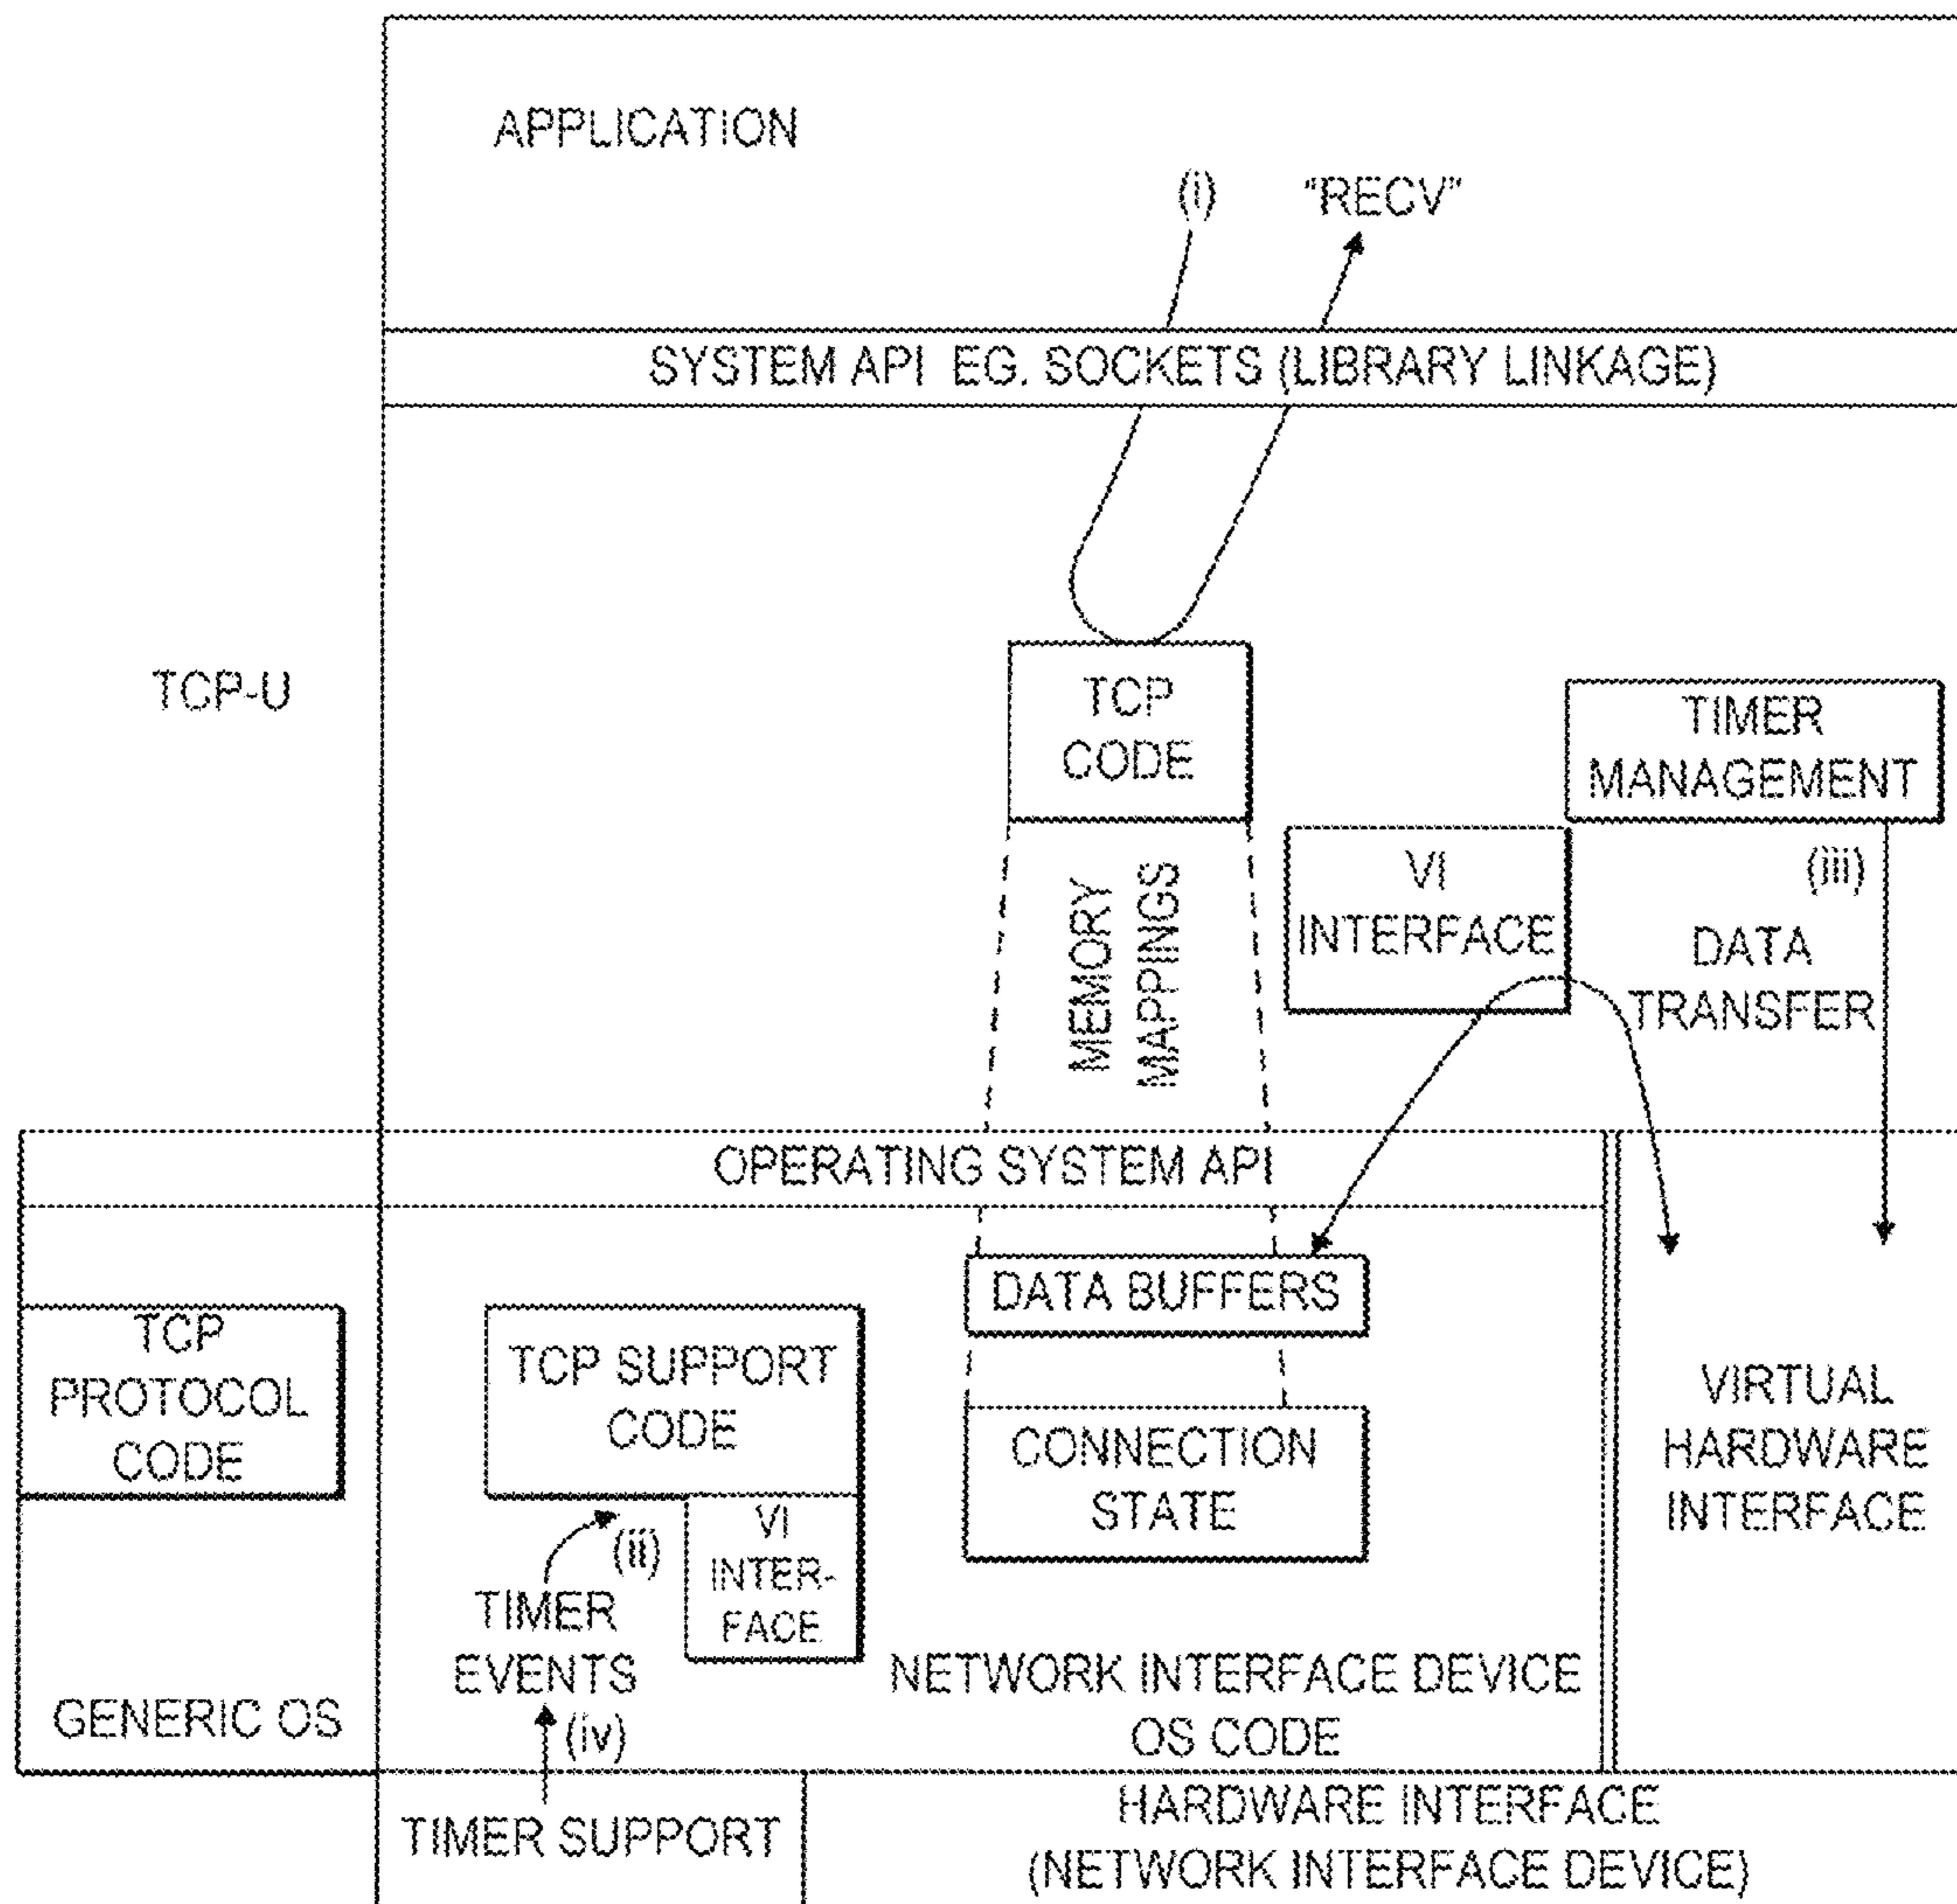 APPLICATION
(i) "RECV"
SYSTEM API EG. SOCKETS (LIBRARY LINKAGE)
TCP-U
TCP
CODE
TIMER
MANAGEMENT
MEMORY
MAPPINGS
VI
INTERFACE
(iii)
DATA
TRANSFER
OPERATING SYSTEM API
DATA BUFFERS
TCP
PROTOCOL
CODE
TCP SUPPORT
CODE
CONNECTION
STATE
VIRTUAL
HARDWARE
INTERFACE
(ii)
VI
INTER-
FACE
TIMER
EVENTS
(iv)
GENERIC OS
NETWORK INTERFACE DEVICE
OS CODE
TIMER SUPPORT
HARDWARE INTERFACE
(NETWORK INTERFACE DEVICE)